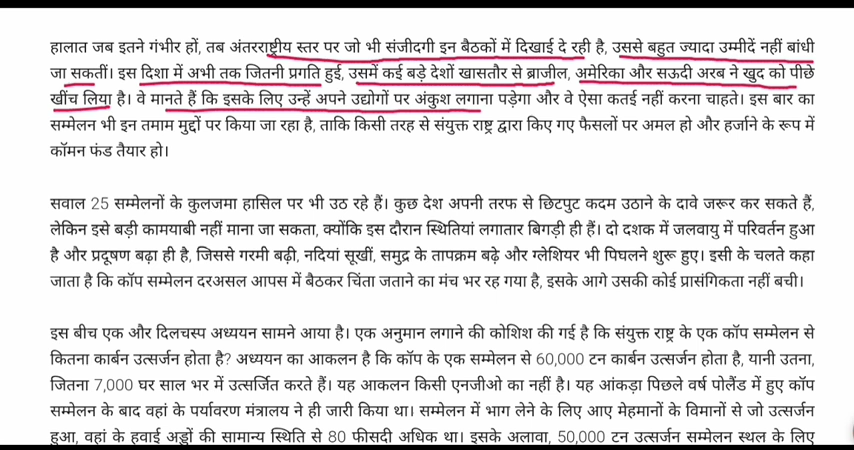 हालात जब इतने गंभीर हों, तब अंतरराष्ट्रीय स्तर पर जो भी संजीदगी इन बैठकों में दिखाई दे रही है, उससे बहुत ज्यादा उम्मीदें नहीं बांधी
जा सकतीं। इस दिशा में अभी तक जितनी प्रगति हुई, उसमें कई बड़े देशों खासतौर से ब्राजील, अमेरिका और सऊदी अरब ने खुद को पीछे
खींच लिया है। वे मानते हैं कि इसके लिए उन्हें अपने उद्योगों पर अंकुश लगाना पड़ेगा और वे ऐसा कतई नहीं करना चाहते। इस बार का
सम्मेलन भी इन तमाम मुद्दों पर किया जा रहा है, ताकि किसी तरह से संयुक्त राष्ट्र द्वारा किए गए फैसलों पर अमल हो और हर्जाने के रूप में
कॉमन फंड तैयार हो।
सवाल 25 सम्मेलनों के कुलजमा हासिल पर भी उठ रहे हैं। कुछ देश अपनी तरफ से छिटपुट कदम उठाने के दावे जरूर कर सकते हैं,
लेकिन इसे बड़ी कामयाबी नहीं माना जा सकता, क्योंकि इस दौरान स्थितियां लगातार बिगड़ी ही हैं। दो दशक में जलवायु में परिवर्तन हुआ
है और प्रदूषण बढ़ा ही है, जिससे गरमी बढ़ी, नदियां सूखीं, समुद्र के तापक्रम बढ़े और ग्लेशियर भी पिघलने शुरू हुए। इसी के चलते कहा
जाता है कि कॉप सम्मेलन दरअसल आपस में बैठकर चिंता जताने का मंच भर रह गया है, इसके आगे उसकी कोई प्रासंगिकता नहीं बची।
इस बीच एक और दिलचस्प अध्ययन सामने आया है। एक अनुमान लगाने की कोशिश की गई है कि संयुक्त राष्ट्र के एक कॉप सम्मेलन से
कितना कार्बन उत्सर्जन होता है? अध्ययन का आकलन है कि कॉप के एक सम्मेलन से 60,000 टन कार्बन उत्सर्जन होता है, यानी उतना,
जितना 7,000 घर साल भर में उत्सर्जित करते हैं। यह आकलन किसी एनजीओ का नहीं है। यह आंकड़ा पिछले वर्ष पोलैंड में हुए कॉप
सम्मेलन के बाद वहां के पर्यावरण मंत्रालय ने ही जारी किया था। सम्मेलन में भाग लेने के लिए आए मेहमानों के विमानों से जो उत्सर्जन
हुआ, वहां के हवाई अड्डों की सामान्य स्थिति से 80 फीसदी अधिक था। इसके अलावा, 50,000 टन उत्सर्जन सम्मेलन स्थल के लिए